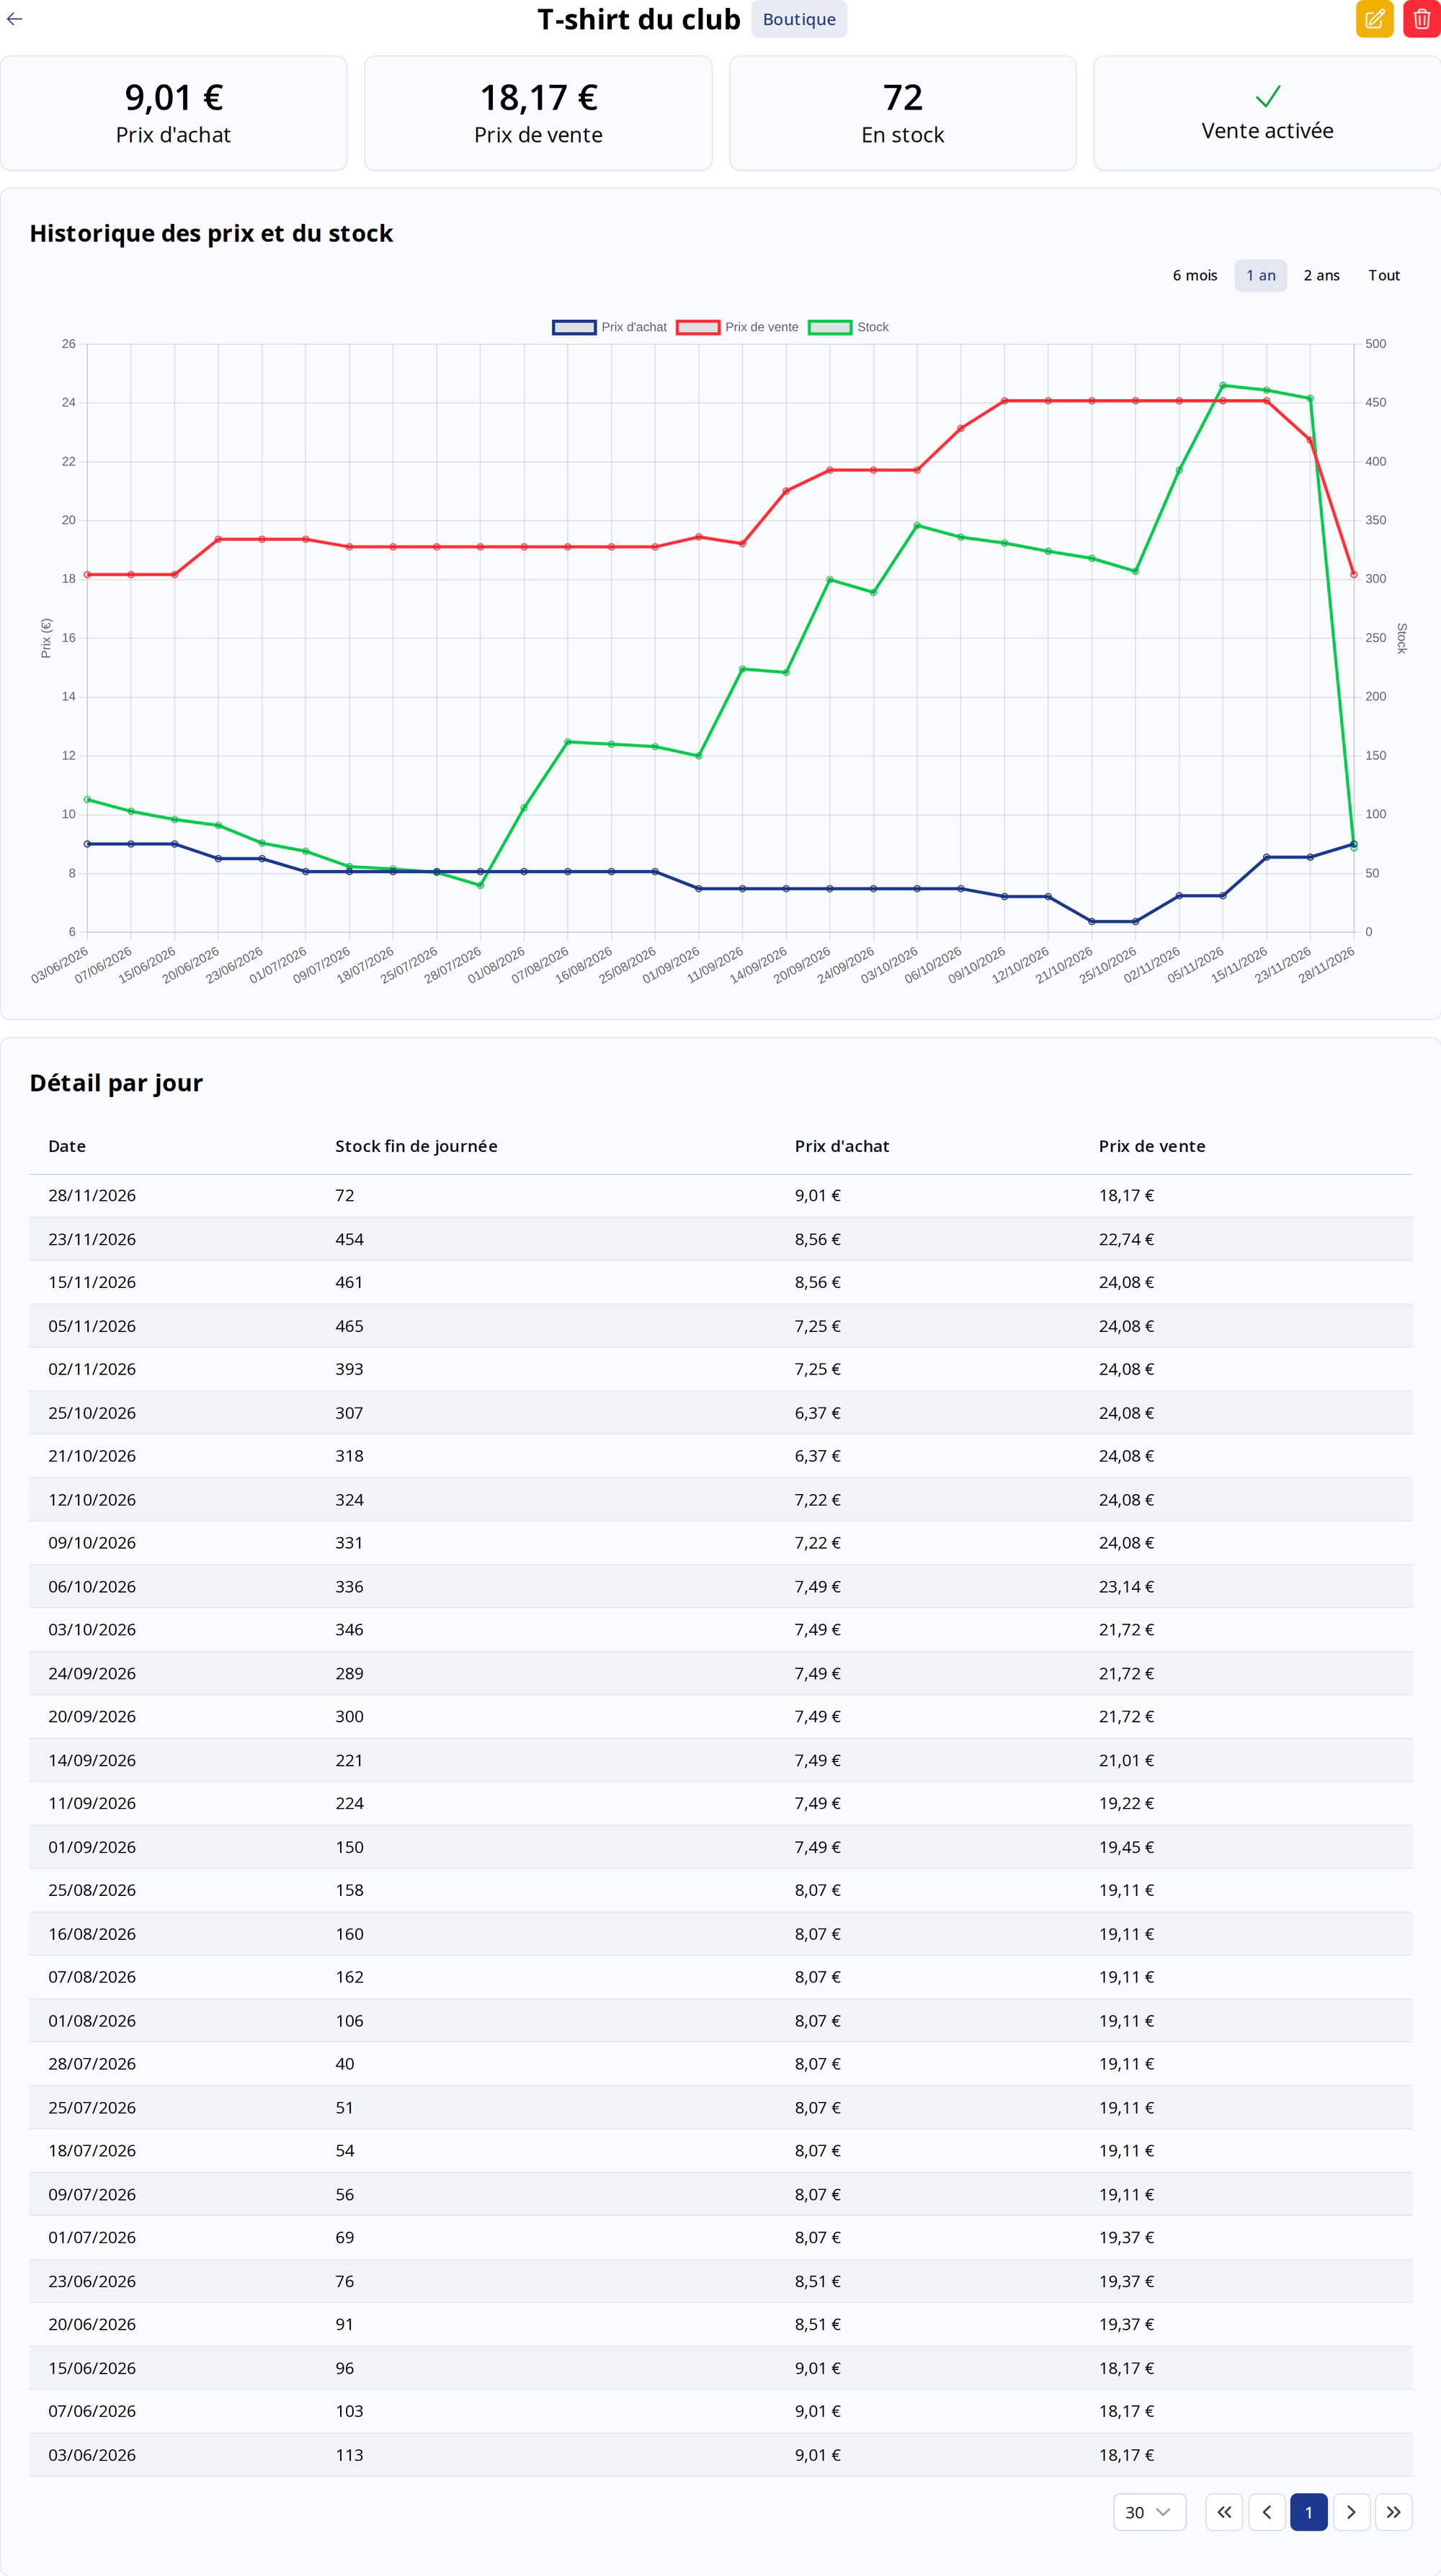 T-shirt du club Boutique
9,01 € 18,17 € 72
Prix d'achat Prix de vente En stock Vente activée
Historique des prix et du stock
6 mois 1 an 2 ans Tout
Prix d'achat Prix de vente Stock
26 500
24 450
22 400
20 350
18 300
Prix (€) 16 250 Stock
14 200
12 150
10 100
8 50
6 0
03/06/2026 07/06/2026 15/06/2026 20/06/2026 23/06/2026 01/07/2026 09/07/2026 18/07/2026 25/07/2026 28/07/2026 01/08/2026 07/08/2026 16/08/2026 25/08/2026 01/09/2026 11/09/2026 14/09/2026 20/09/2026 24/09/2026 03/10/2026 06/10/2026 09/10/2026 12/10/2026 21/10/2026 25/10/2026 02/11/2026 05/11/2026 15/11/2026 23/11/2026 28/11/2026
Détail par jour
Date Stock fin de journée Prix d'achat Prix de vente
28/11/2026 72 9,01 € 18,17 €
23/11/2026 454 8,56 € 22,74 €
15/11/2026 461 8,56 € 24,08 €
05/11/2026 465 7,25 € 24,08 €
02/11/2026 393 7,25 € 24,08 €
25/10/2026 307 6,37 € 24,08 €
21/10/2026 318 6,37 € 24,08 €
12/10/2026 324 7,22 € 24,08 €
09/10/2026 331 7,22 € 24,08 €
06/10/2026 336 7,49 € 23,14 €
03/10/2026 346 7,49 € 21,72 €
24/09/2026 289 7,49 € 21,72 €
20/09/2026 300 7,49 € 21,72 €
14/09/2026 221 7,49 € 21,01 €
11/09/2026 224 7,49 € 19,22 €
01/09/2026 150 7,49 € 19,45 €
25/08/2026 158 8,07 € 19,11 €
16/08/2026 160 8,07 € 19,11 €
07/08/2026 162 8,07 € 19,11 €
01/08/2026 106 8,07 € 19,11 €
28/07/2026 40 8,07 € 19,11 €
25/07/2026 51 8,07 € 19,11 €
18/07/2026 54 8,07 € 19,11 €
09/07/2026 56 8,07 € 19,11 €
01/07/2026 69 8,07 € 19,37 €
23/06/2026 76 8,51 € 19,37 €
20/06/2026 91 8,51 € 19,37 €
15/06/2026 96 9,01 € 18,17 €
07/06/2026 103 9,01 € 18,17 €
03/06/2026 113 9,01 € 18,17 €
30 1